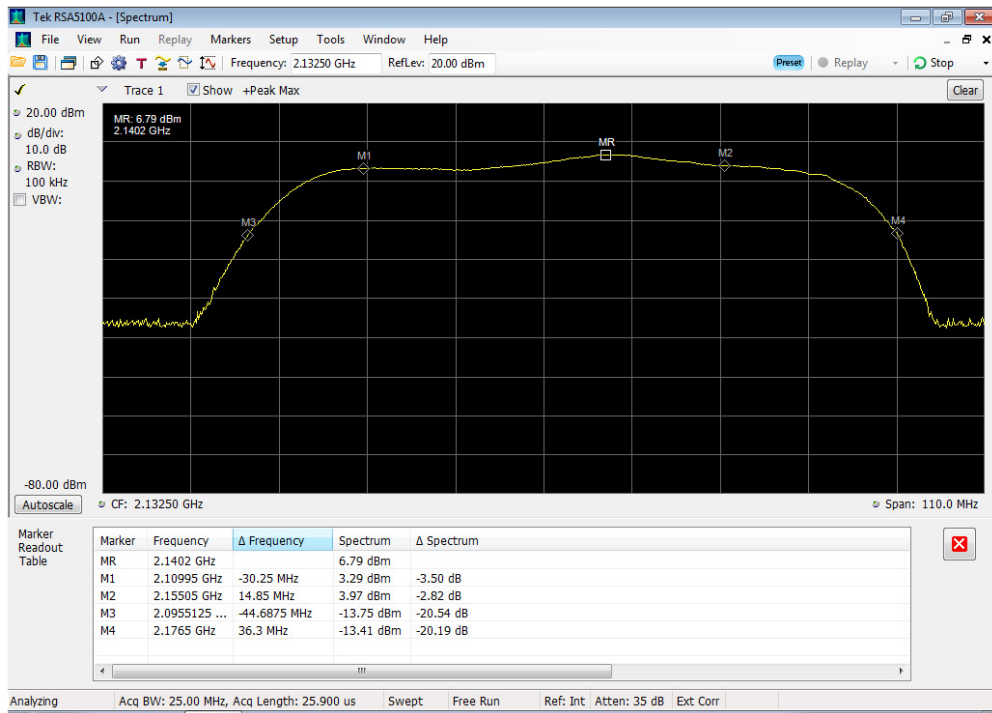 Tek RSA5100A - [Spectrum]
File View Run Replay Markers Setup Tools Window Help
T Frequency: 2.13250 GHz RefLev: 20.00 dBm Preset Replay Stop
Trace 1 Show +Peak Max Clear
20.00 dBm
dB/div:
10.0 dB
RBW:
100 kHz
VBW:
MR: 6.79 dBm
2.1402 GHz
M1
MR
M2
M3
M4
-80.00 dBm
Autoscale CF: 2.13250 GHz Span: 110.0 MHz
Marker
Readout
Table
Marker Frequency Δ Frequency Spectrum Δ Spectrum
MR 2.1402 GHz 6.79 dBm
M1 2.10995 GHz -30.25 MHz 3.29 dBm -3.50 dB
M2 2.15505 GHz 14.85 MHz 3.97 dBm -2.82 dB
M3 2.0955125 ... -44.6875 MHz -13.75 dBm -20.54 dB
M4 2.1765 GHz 36.3 MHz -13.41 dBm -20.19 dB
Analyzing Acq BW: 25.00 MHz, Acq Length: 25.900 us Swept Free Run Ref: Int Atten: 35 dB Ext Corr